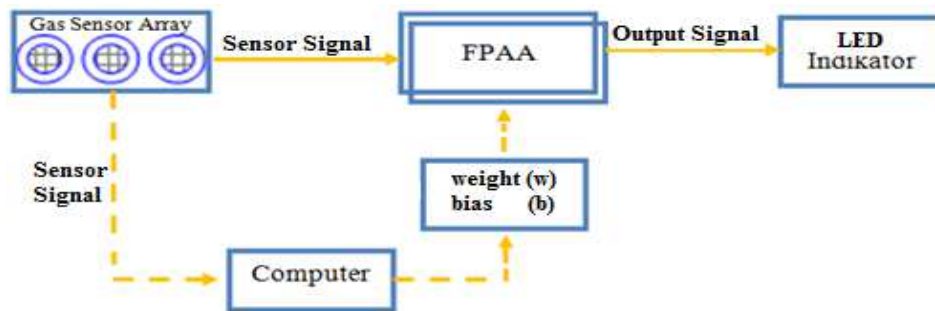 Gas Sensor Array
Sensor Signal
FPAA
Output Signal
LED
Indikator
Sensor
Signal
weight (w)
bias (b)
Computer